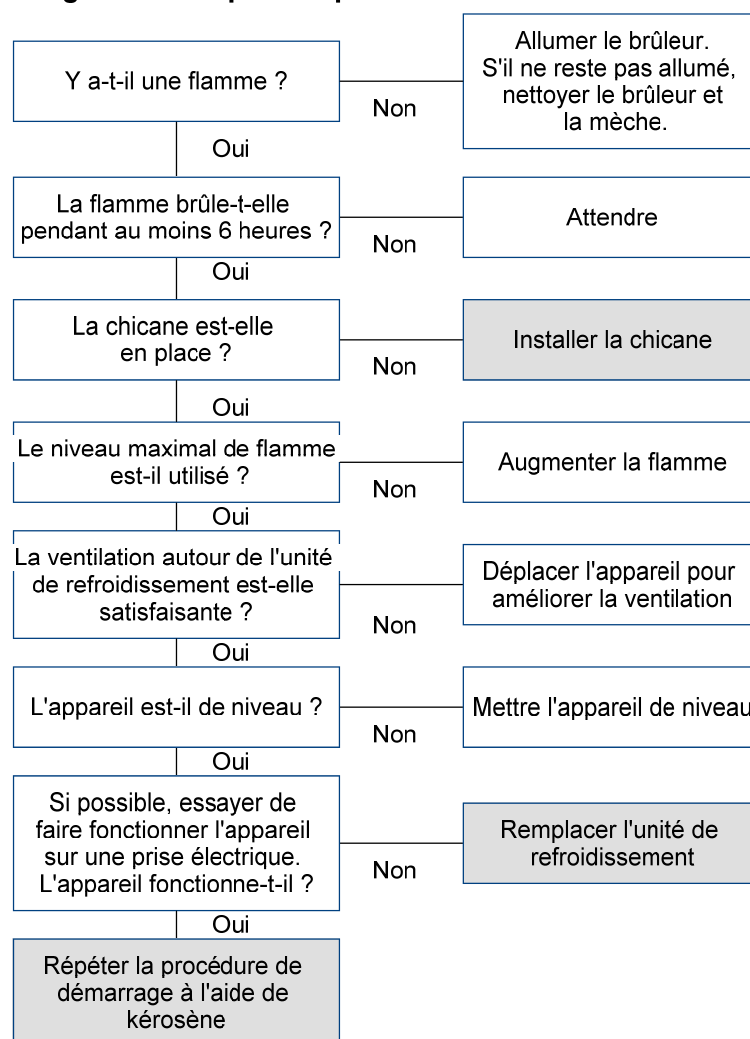 Y a-t-il une flamme ?
Non
Allumer le brûleur.
S'il ne reste pas allumé,
nettoyer le brûleur et
la mèche.
Oui
La flamme brûle-t-elle
pendant au moins 6 heures ?
Non
Attendre
Oui
La chicane est-elle
en place ?
Non
Installer la chicane
Oui
Le niveau maximal de flamme
est-il utilisé ?
Non
Augmenter la flamme
Oui
La ventilation autour de l'unité
de refroidissement est-elle
satisfaisante ?
Non
Déplacer l'appareil pour
améliorer la ventilation
Oui
L'appareil est-il de niveau ?
Non
Mettre l'appareil de niveau
Oui
Si possible, essayer de
faire fonctionner l'appareil
sur une prise électrique.
L'appareil fonctionne-t-il ?
Non
Remplacer l'unité de
refroidissement
Oui
Répéter la procédure de
démarrage à l'aide de
kérosène